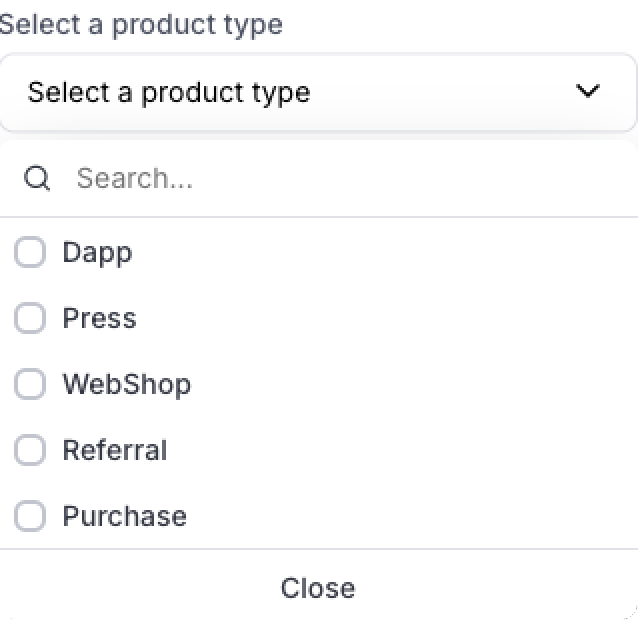 Select a product type
Select a product type
Search...
Dapp
Press
WebShop
Referral
Purchase
Close